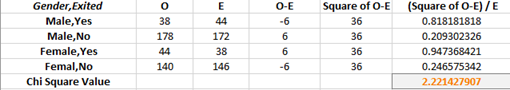 Gender,Exited O E O-E Square of O-E (Square of O-E) / E
Male,Yes 38 44 -6 36 0.818181818
Male,No 178 172 6 36 0.209302326
Female,Yes 44 38 6 36 0.947368421
Femal,No 140 146 -6 36 0.246575342
Chi Square Value 2.221427907